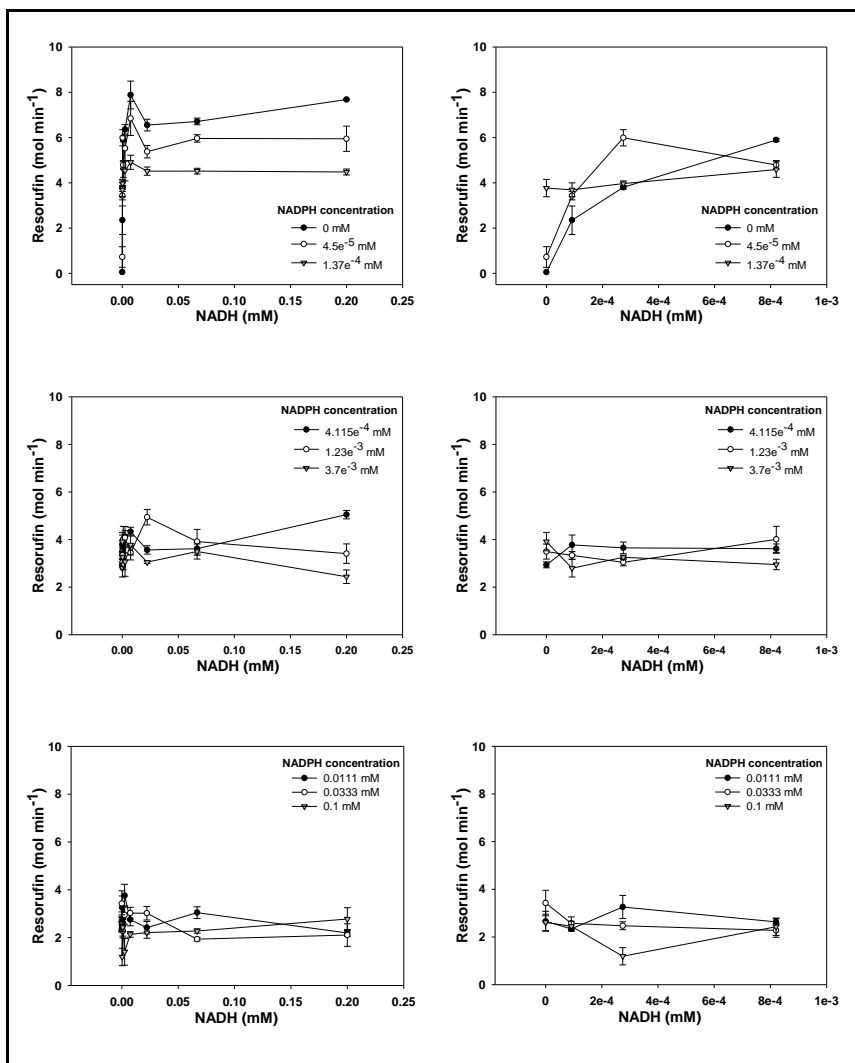 10
8
6
4
2
0
Resorufin (mol min-1)
NADPH concentration
0 mM
4.5e-5 mM
1.37e-4 mM
0.00 0.05 0.10 0.15 0.20 0.25
NADH (mM)
10
8
6
4
2
0
Resorufin (mol min-1)
NADPH concentration
0 mM
4.5e-5 mM
1.37e-4 mM
0 2e-4 4e-4 6e-4 8e-4 1e-3
NADH (mM)
10
8
6
4
2
0
Resorufin (mol min-1)
NADPH concentration
4.115e-4 mM
1.23e-3 mM
3.7e-3 mM
0.00 0.05 0.10 0.15 0.20 0.25
NADH (mM)
10
8
6
4
2
0
Resorufin (mol min-1)
NADPH concentration
4.115e-4 mM
1.23e-3 mM
3.7e-3 mM
0 2e-4 4e-4 6e-4 8e-4 1e-3
NADH (mM)
10
8
6
4
2
0
Resorufin (mol min-1)
NADPH concentration
0.0111 mM
0.0333 mM
0.1 mM
0.00 0.05 0.10 0.15 0.20 0.25
NADH (mM)
10
8
6
4
2
0
Resorufin (mol min-1)
NADPH concentration
0.0111 mM
0.0333 mM
0.1 mM
0 2e-4 4e-4 6e-4 8e-4 1e-3
NADH (mM)